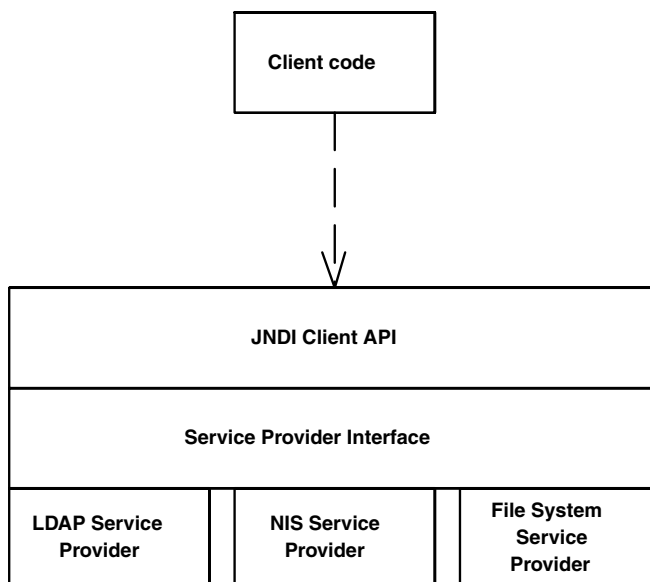 Client code
JNDI Client API
Service Provider Interface
LDAP Service
Provider
NIS Service
Provider
File System
Service
Provider